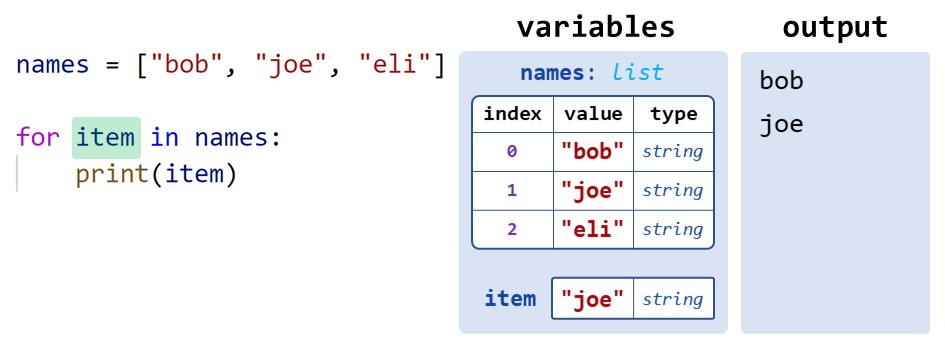 names = ["bob", "joe", "eli"]
for item in names:
print(item)
variables
names: list
index value type
0 "bob" string
1 "joe" string
2 "eli" string
item "joe" string
output
bob
joe